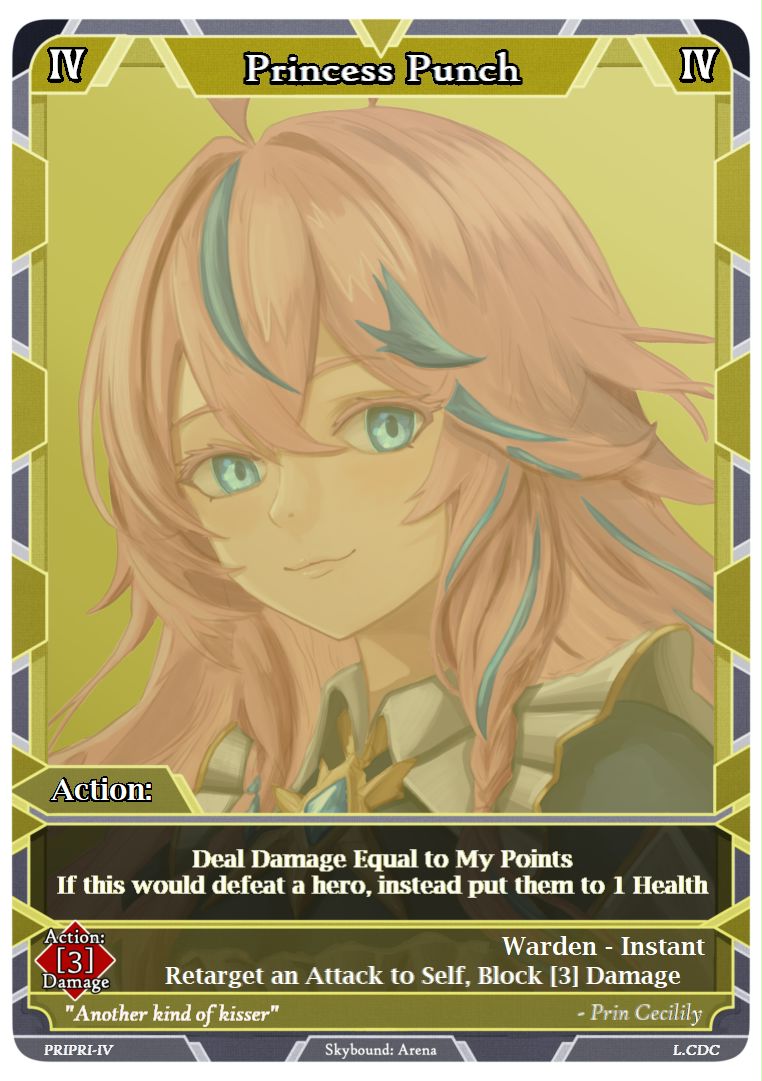 IV Princess Punch IV
Action:
Deal Damage Equal to My Points
If this would defeat a hero, instead put them to 1 Health
Action:
[3]
Damage
Warden - Instant
Retarget an Attack to Self, Block [3] Damage
"Another kind of kisser" - Prin Cecilily
PRIPRI-IV Skybound: Arena L.CDC